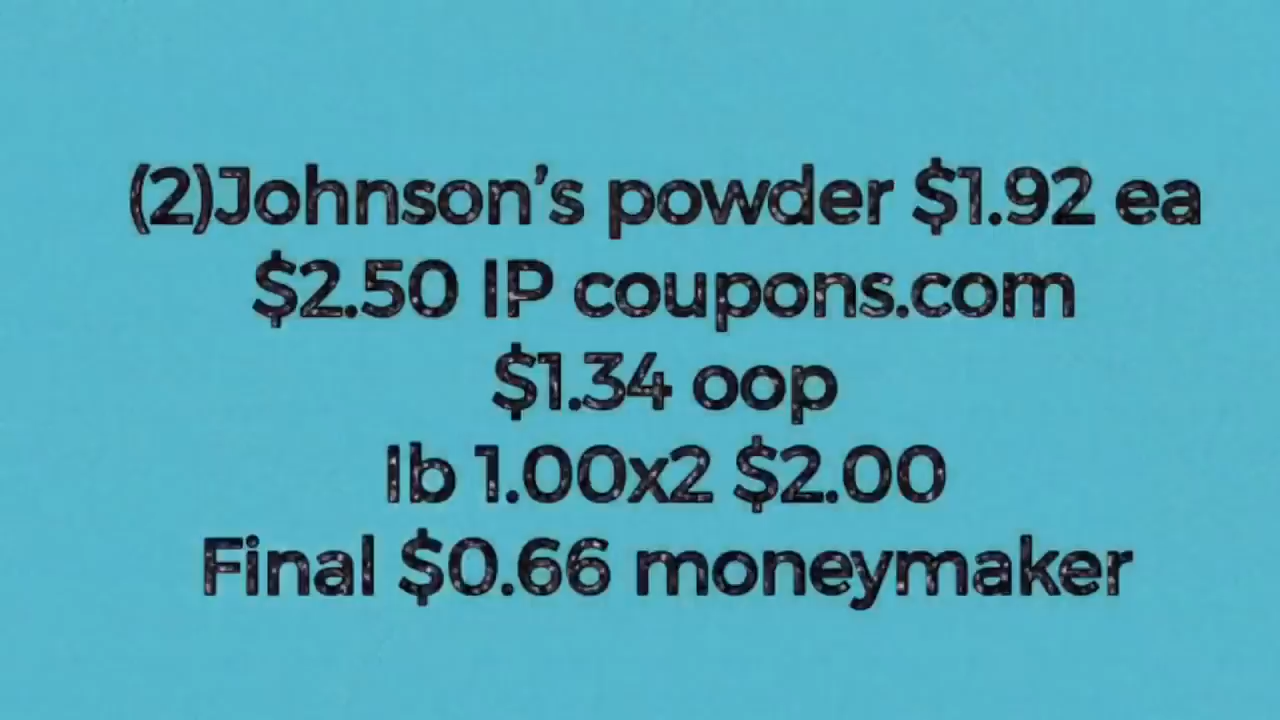 (2)Johnson’s powder $1.92 ea
$2.50 IP coupons.com
$1.34 oop
Ib 1.00x2 $2.00
Final $0.66 moneymaker